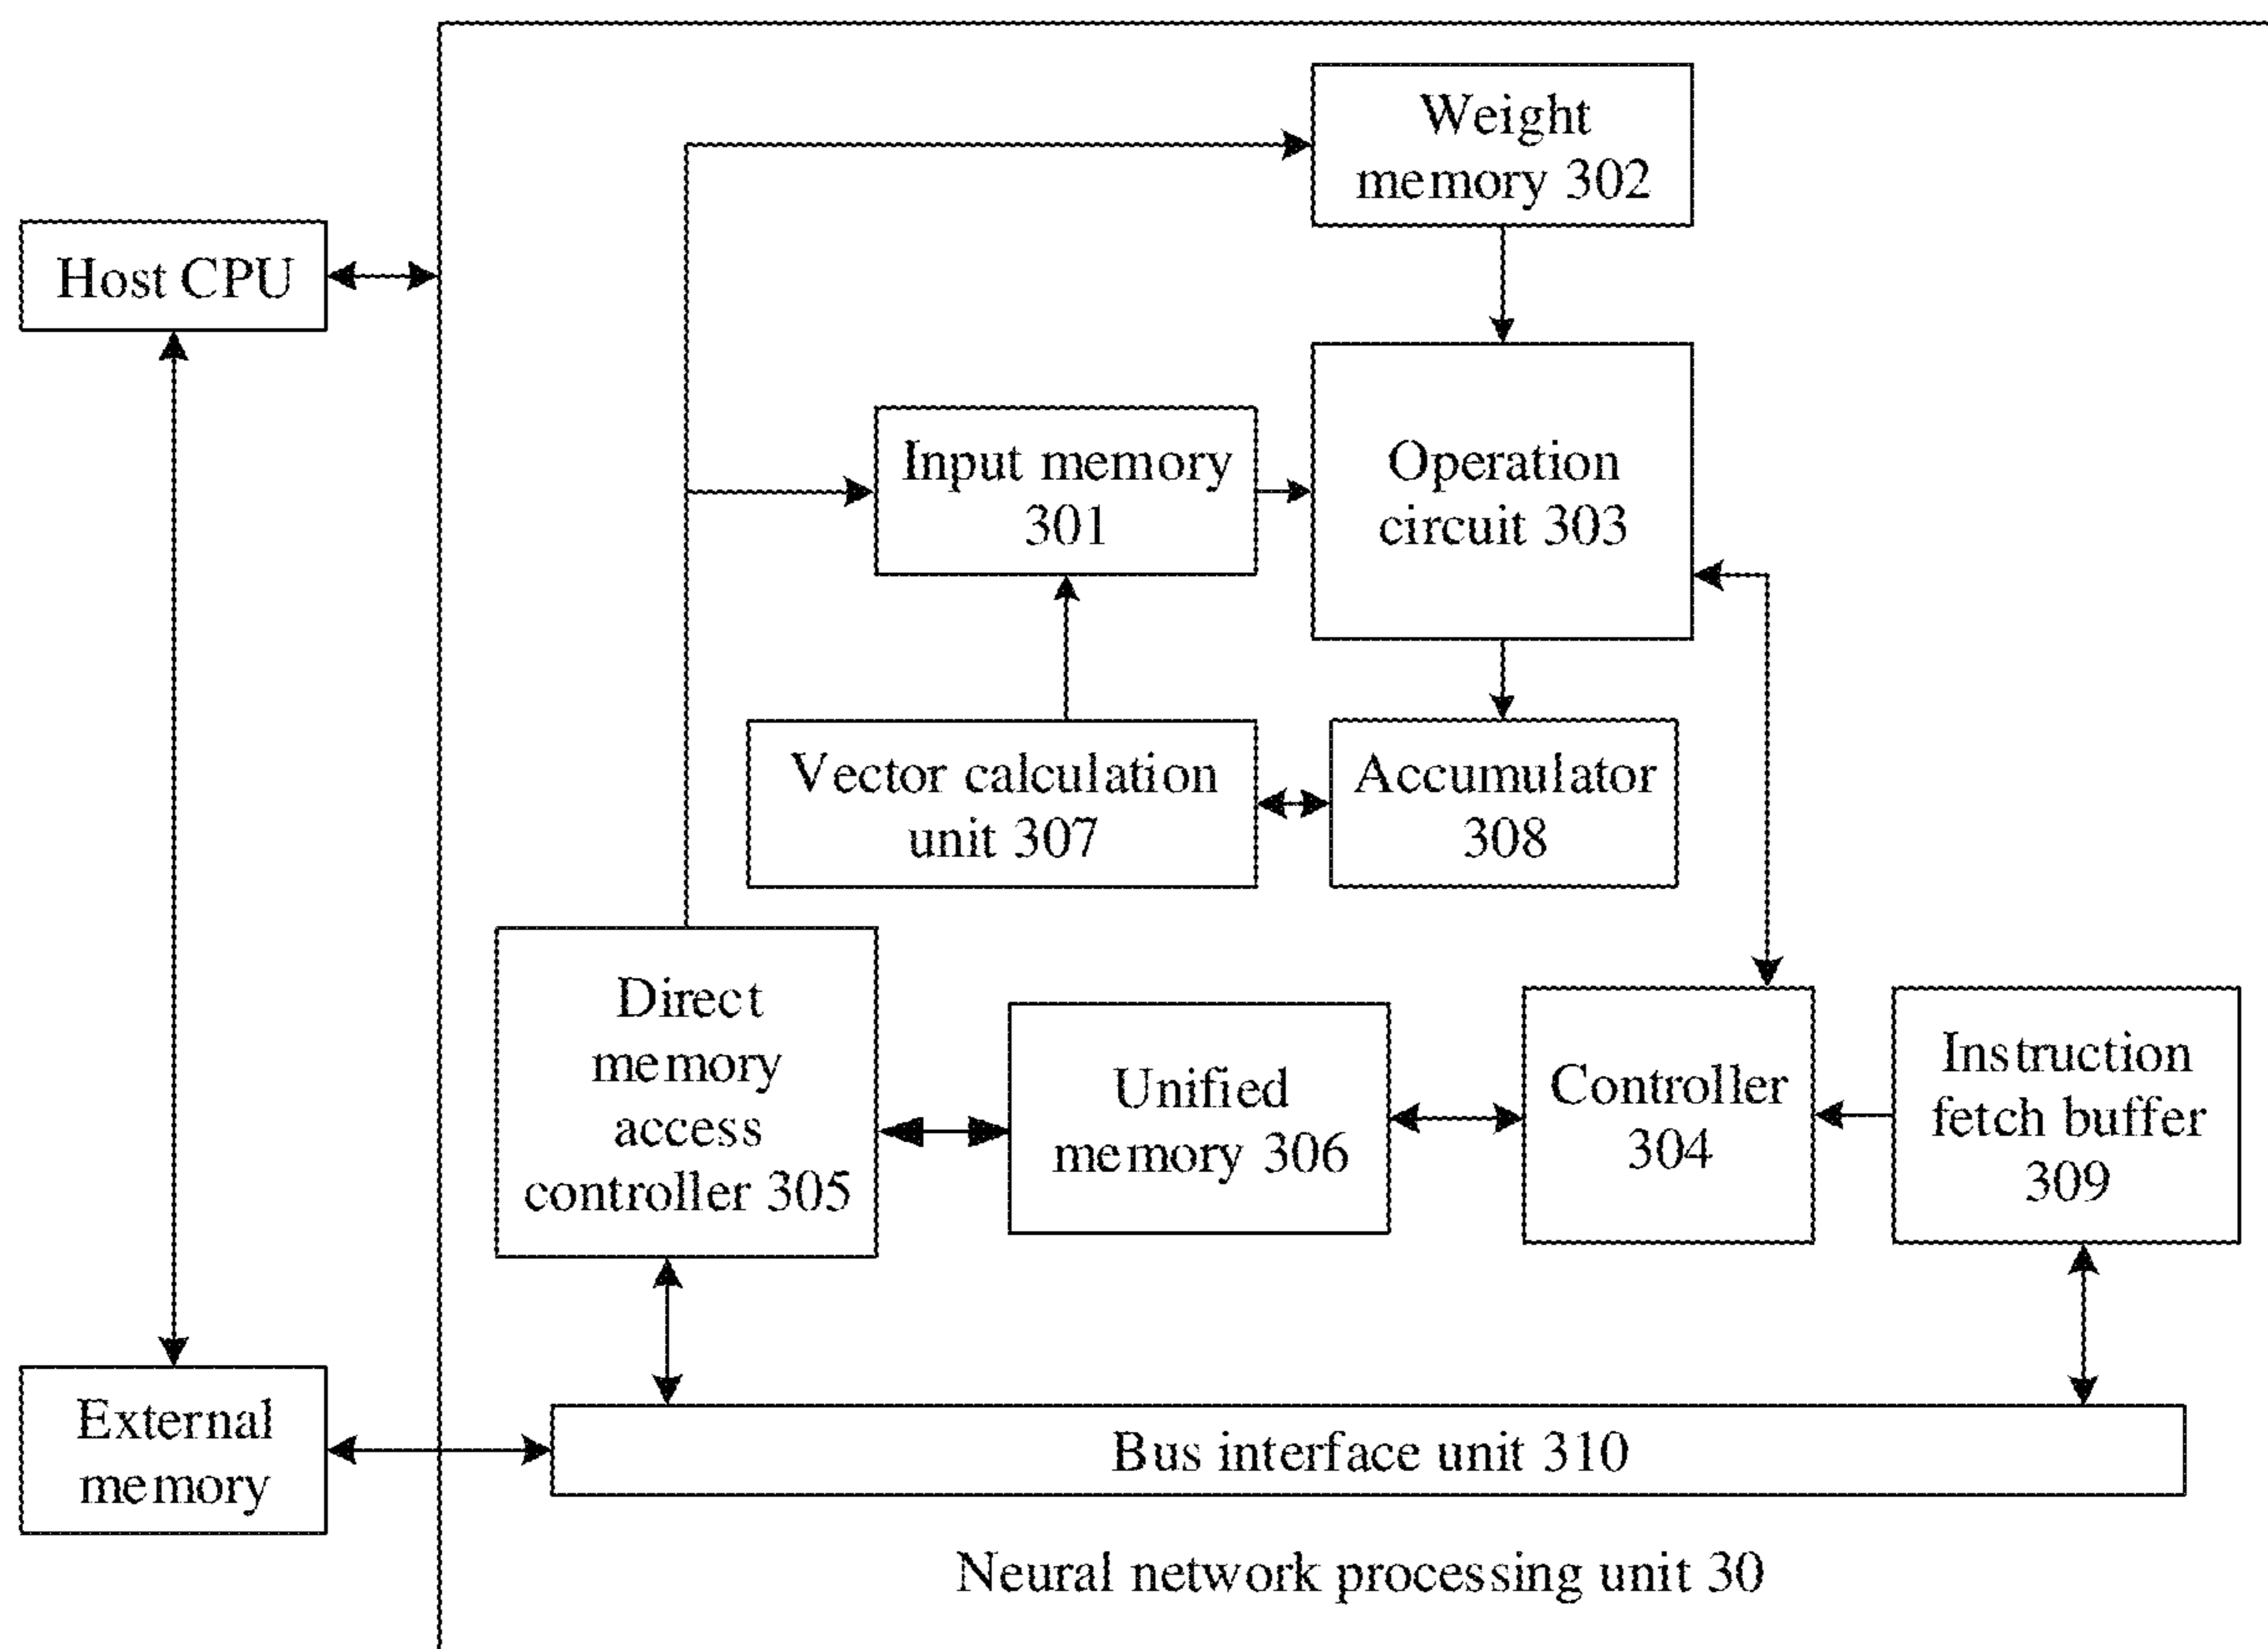 Weight
memory 302
Host CPU
Input memory
301
Operation
circuit 303
Vector calculation
unit 307
Accumulator
308
Direct
memory
access
controller 305
Unified
memory 306
Controller
304
Instruction
fetch buffer
309
External
memory
Bus interface unit 310
Neural network processing unit 30